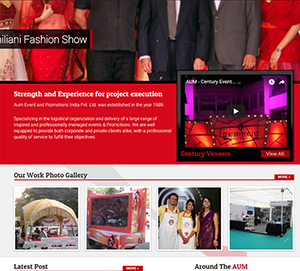 iliani Fashion Show
Strength and Experience for project execution
Aum Event and Promotions India Pvt. Ltd. was established in the year 1989.
Specializing in the logistical organization and delivery of a large range of
inspired and professionally managed events & Promotions. We are well
equipped to provide both corporate and private clients alike, with a professional
quality of service to fulfill their objectives.
AUM - Century Event...
Century Vaneers
View All
Our Work Photo Gallery
MORE »
Latest Post
MORE »
Around The AUM